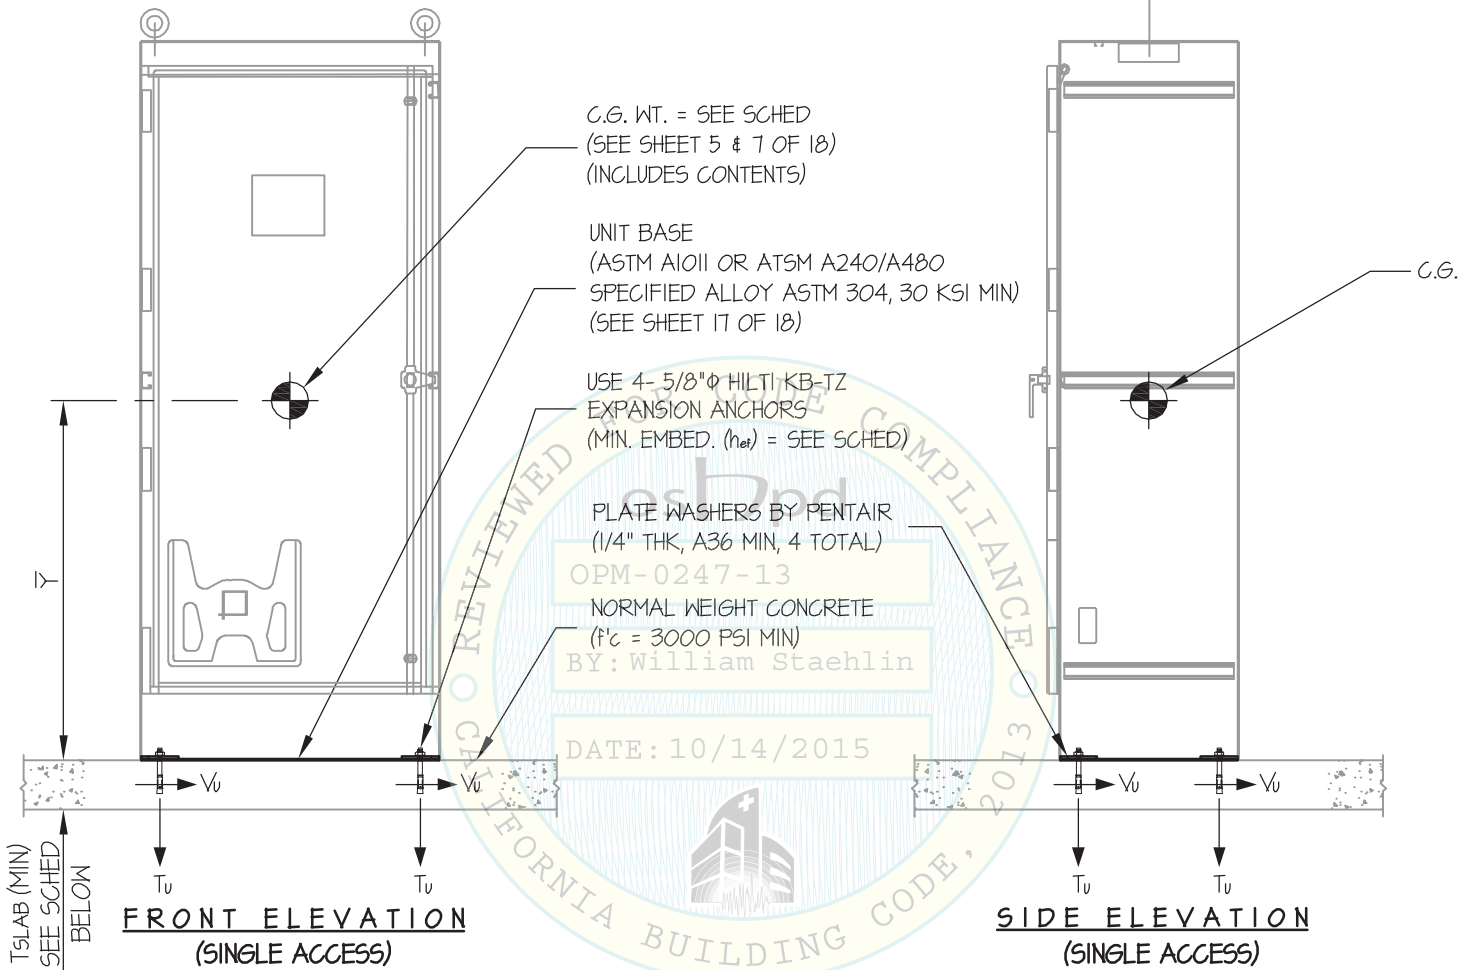 C.G. WT. = SEE SCHED
(SEE SHEET 5 & 7 OF 18)
(INCLUDES CONTENTS)
UNIT BASE
(ASTM A1011 OR ATSM A240/A480
SPECIFIED ALLOY ASTM 304, 30 KSI MIN)
(SEE SHEET 17 OF 18)
USE 4- 5/8"Φ HILTI KB-TZ
EXPANSION ANCHORS
(MIN. EMBED. (hef) = SEE SCHED)
PLATE WASHERS BY PENTAIR
(1/4" THK, A36 MIN, 4 TOTAL)
NORMAL WEIGHT CONCRETE
(f'c = 3000 PSI MIN)
C.G.
Y
Vu
Vu
Vu
Vu
Tu
Tu
Tu
Tu
TSLAB (MIN)
SEE SCHED
BELOW
FRONT ELEVATION
(SINGLE ACCESS)
SIDE ELEVATION
(SINGLE ACCESS)
REVIEWED FOR CODE COMPLIANCE
oshpd
OPM-0247-13
BY: William Staehlin
DATE: 10/14/2015
CALIFORNIA BUILDING CODE, 2013